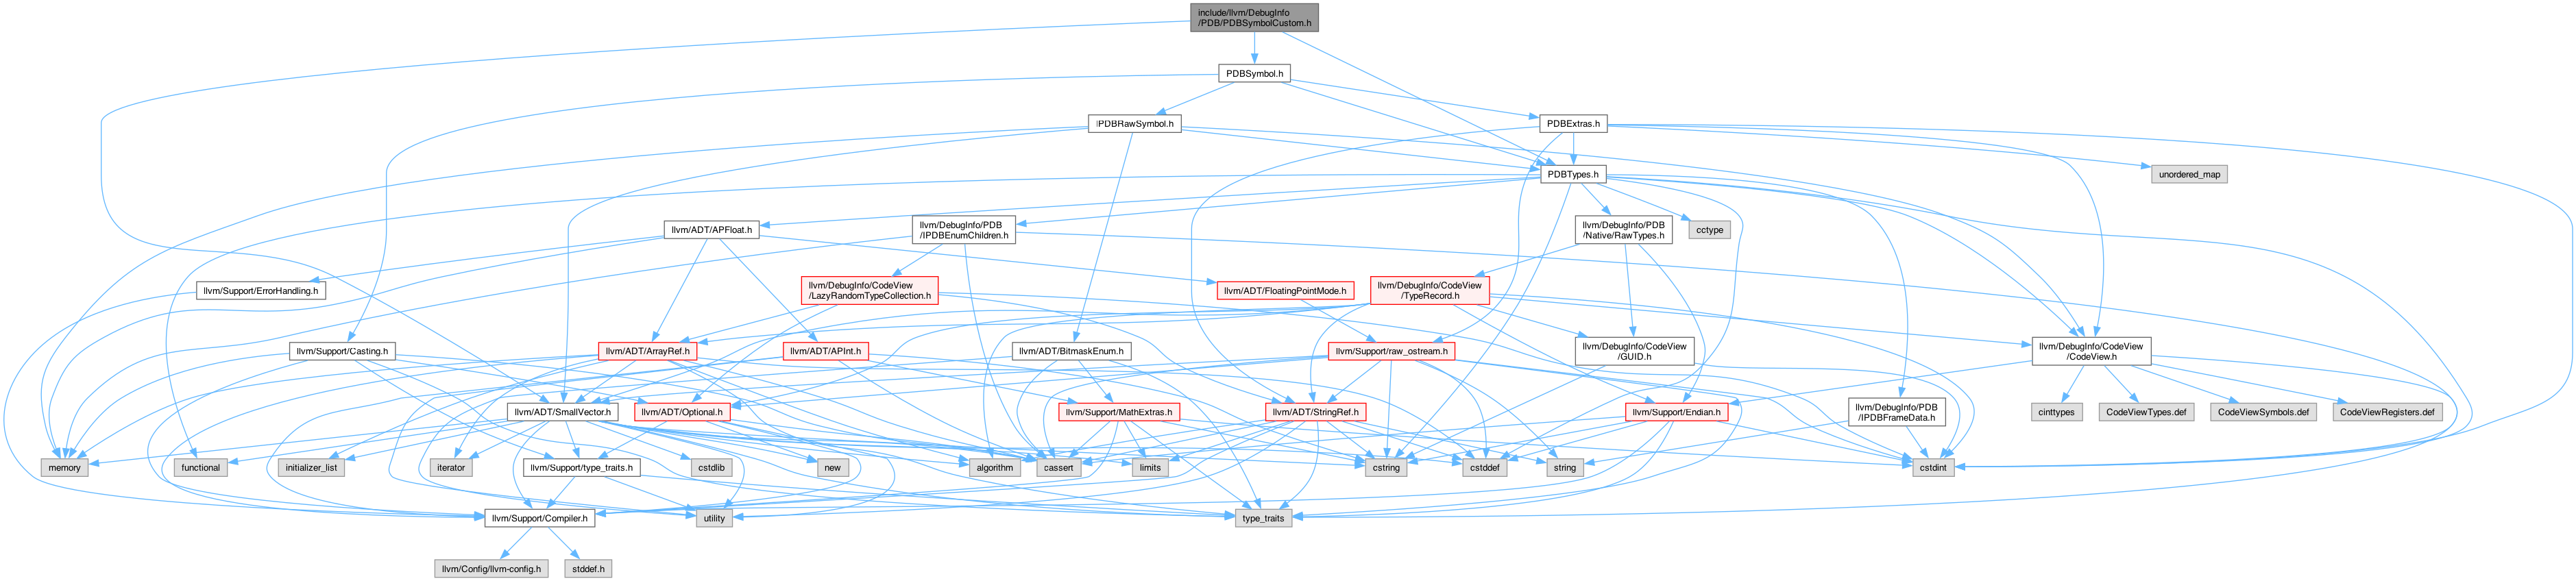 include/llvm/DebugInfo
/PDB/PDBSymbolCustom.h
PDBSymbol.h
IPDBRawSymbol.h
PDBExtras.h
PDBTypes.h
unordered_map
llvm/ADT/APFloat.h
llvm/DebugInfo/PDB
/IPDBEnumChildren.h
llvm/DebugInfo/PDB
/Native/RawTypes.h
cctype
llvm/Support/ErrorHandling.h
llvm/DebugInfo/CodeView
/LazyRandomTypeCollection.h
llvm/ADT/FloatingPointMode.h
llvm/DebugInfo/CodeView
/TypeRecord.h
llvm/Support/Casting.h
llvm/ADT/ArrayRef.h
llvm/ADT/APInt.h
llvm/ADT/BitmaskEnum.h
llvm/Support/raw_ostream.h
llvm/DebugInfo/CodeView
/GUID.h
llvm/DebugInfo/CodeView
/CodeView.h
llvm/ADT/SmallVector.h
llvm/ADT/Optional.h
llvm/Support/MathExtras.h
llvm/ADT/StringRef.h
llvm/Support/Endian.h
llvm/DebugInfo/PDB
/IPDBFrameData.h
cinttypes
CodeViewTypes.def
CodeViewSymbols.def
CodeViewRegisters.def
memory
functional
initializer_list
iterator
llvm/Support/type_traits.h
cstdlib
new
algorithm
cassert
limits
cstring
cstddef
string
cstdint
llvm/Support/Compiler.h
utility
type_traits
llvm/Config/llvm-config.h
stddef.h